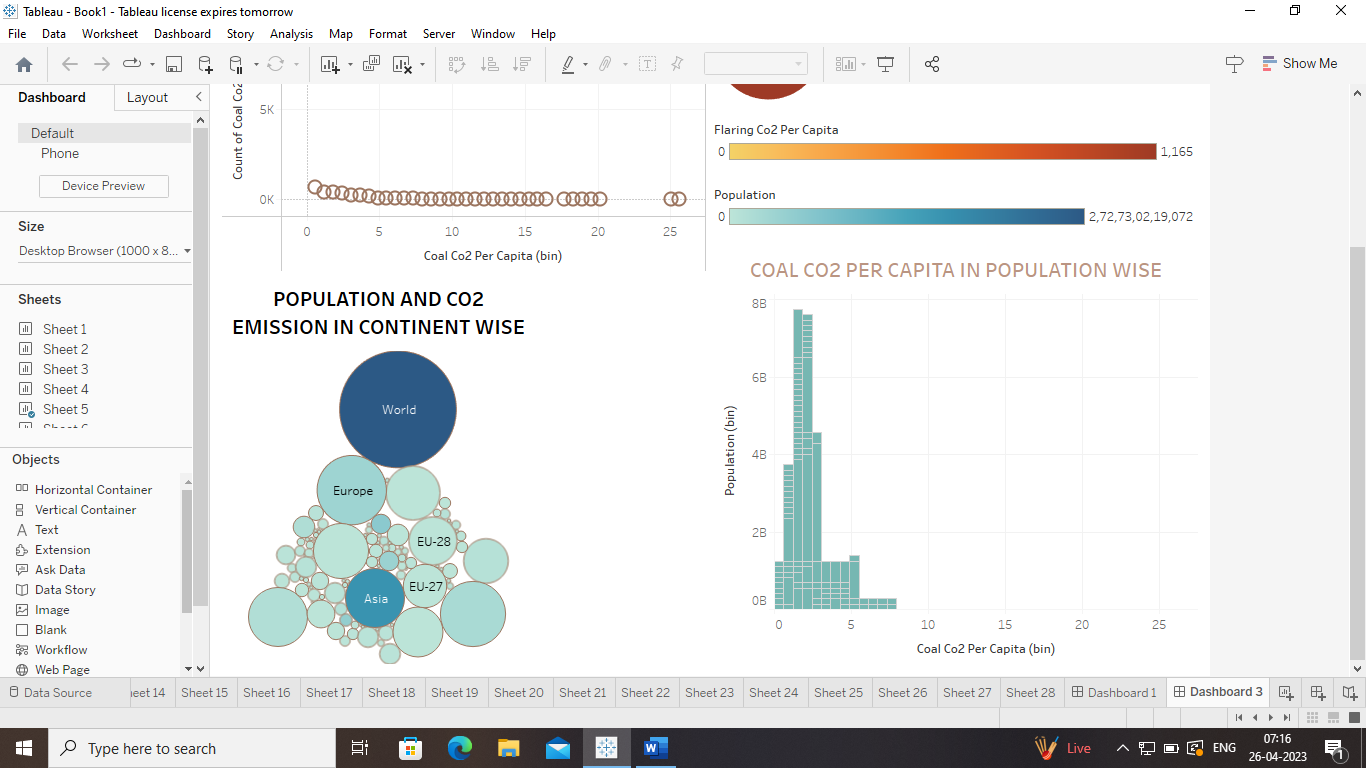 Tableau - Book1 - Tableau license expires tomorrow
File Data Worksheet Dashboard Story Analysis Map Format Server Window Help
Show Me
Dashboard Layout
Default
Phone
Device Preview
Size
Desktop Browser (1000 x 8...
Sheets
Sheet 1
Sheet 2
Sheet 3
Sheet 4
Sheet 5
Objects
Horizontal Container
Vertical Container
Text
Extension
Ask Data
Data Story
Image
Blank
Workflow
Web Page
Count of Coal Co2
5K
0K
0 5 10 15 20 25
Coal Co2 Per Capita (bin)
Flaring Co2 Per Capita
0 1,165
Population
0 2,72,73,02,19,072
POPULATION AND CO2
EMISSION IN CONTINENT WISE
World
Europe
EU-28
EU-27
Asia
COAL CO2 PER CAPITA IN POPULATION WISE
Population (bin)
8B
6B
4B
2B
0B
0 5 10 15 20 25
Coal Co2 Per Capita (bin)
Data Source eet 14 Sheet 15 Sheet 16 Sheet 17 Sheet 18 Sheet 19 Sheet 20 Sheet 21 Sheet 22 Sheet 23 Sheet 24 Sheet 25 Sheet 26 Sheet 27 Sheet 28 Dashboard 1 Dashboard 3
Type here to search
Live
ENG
07:16
26-04-2023
1